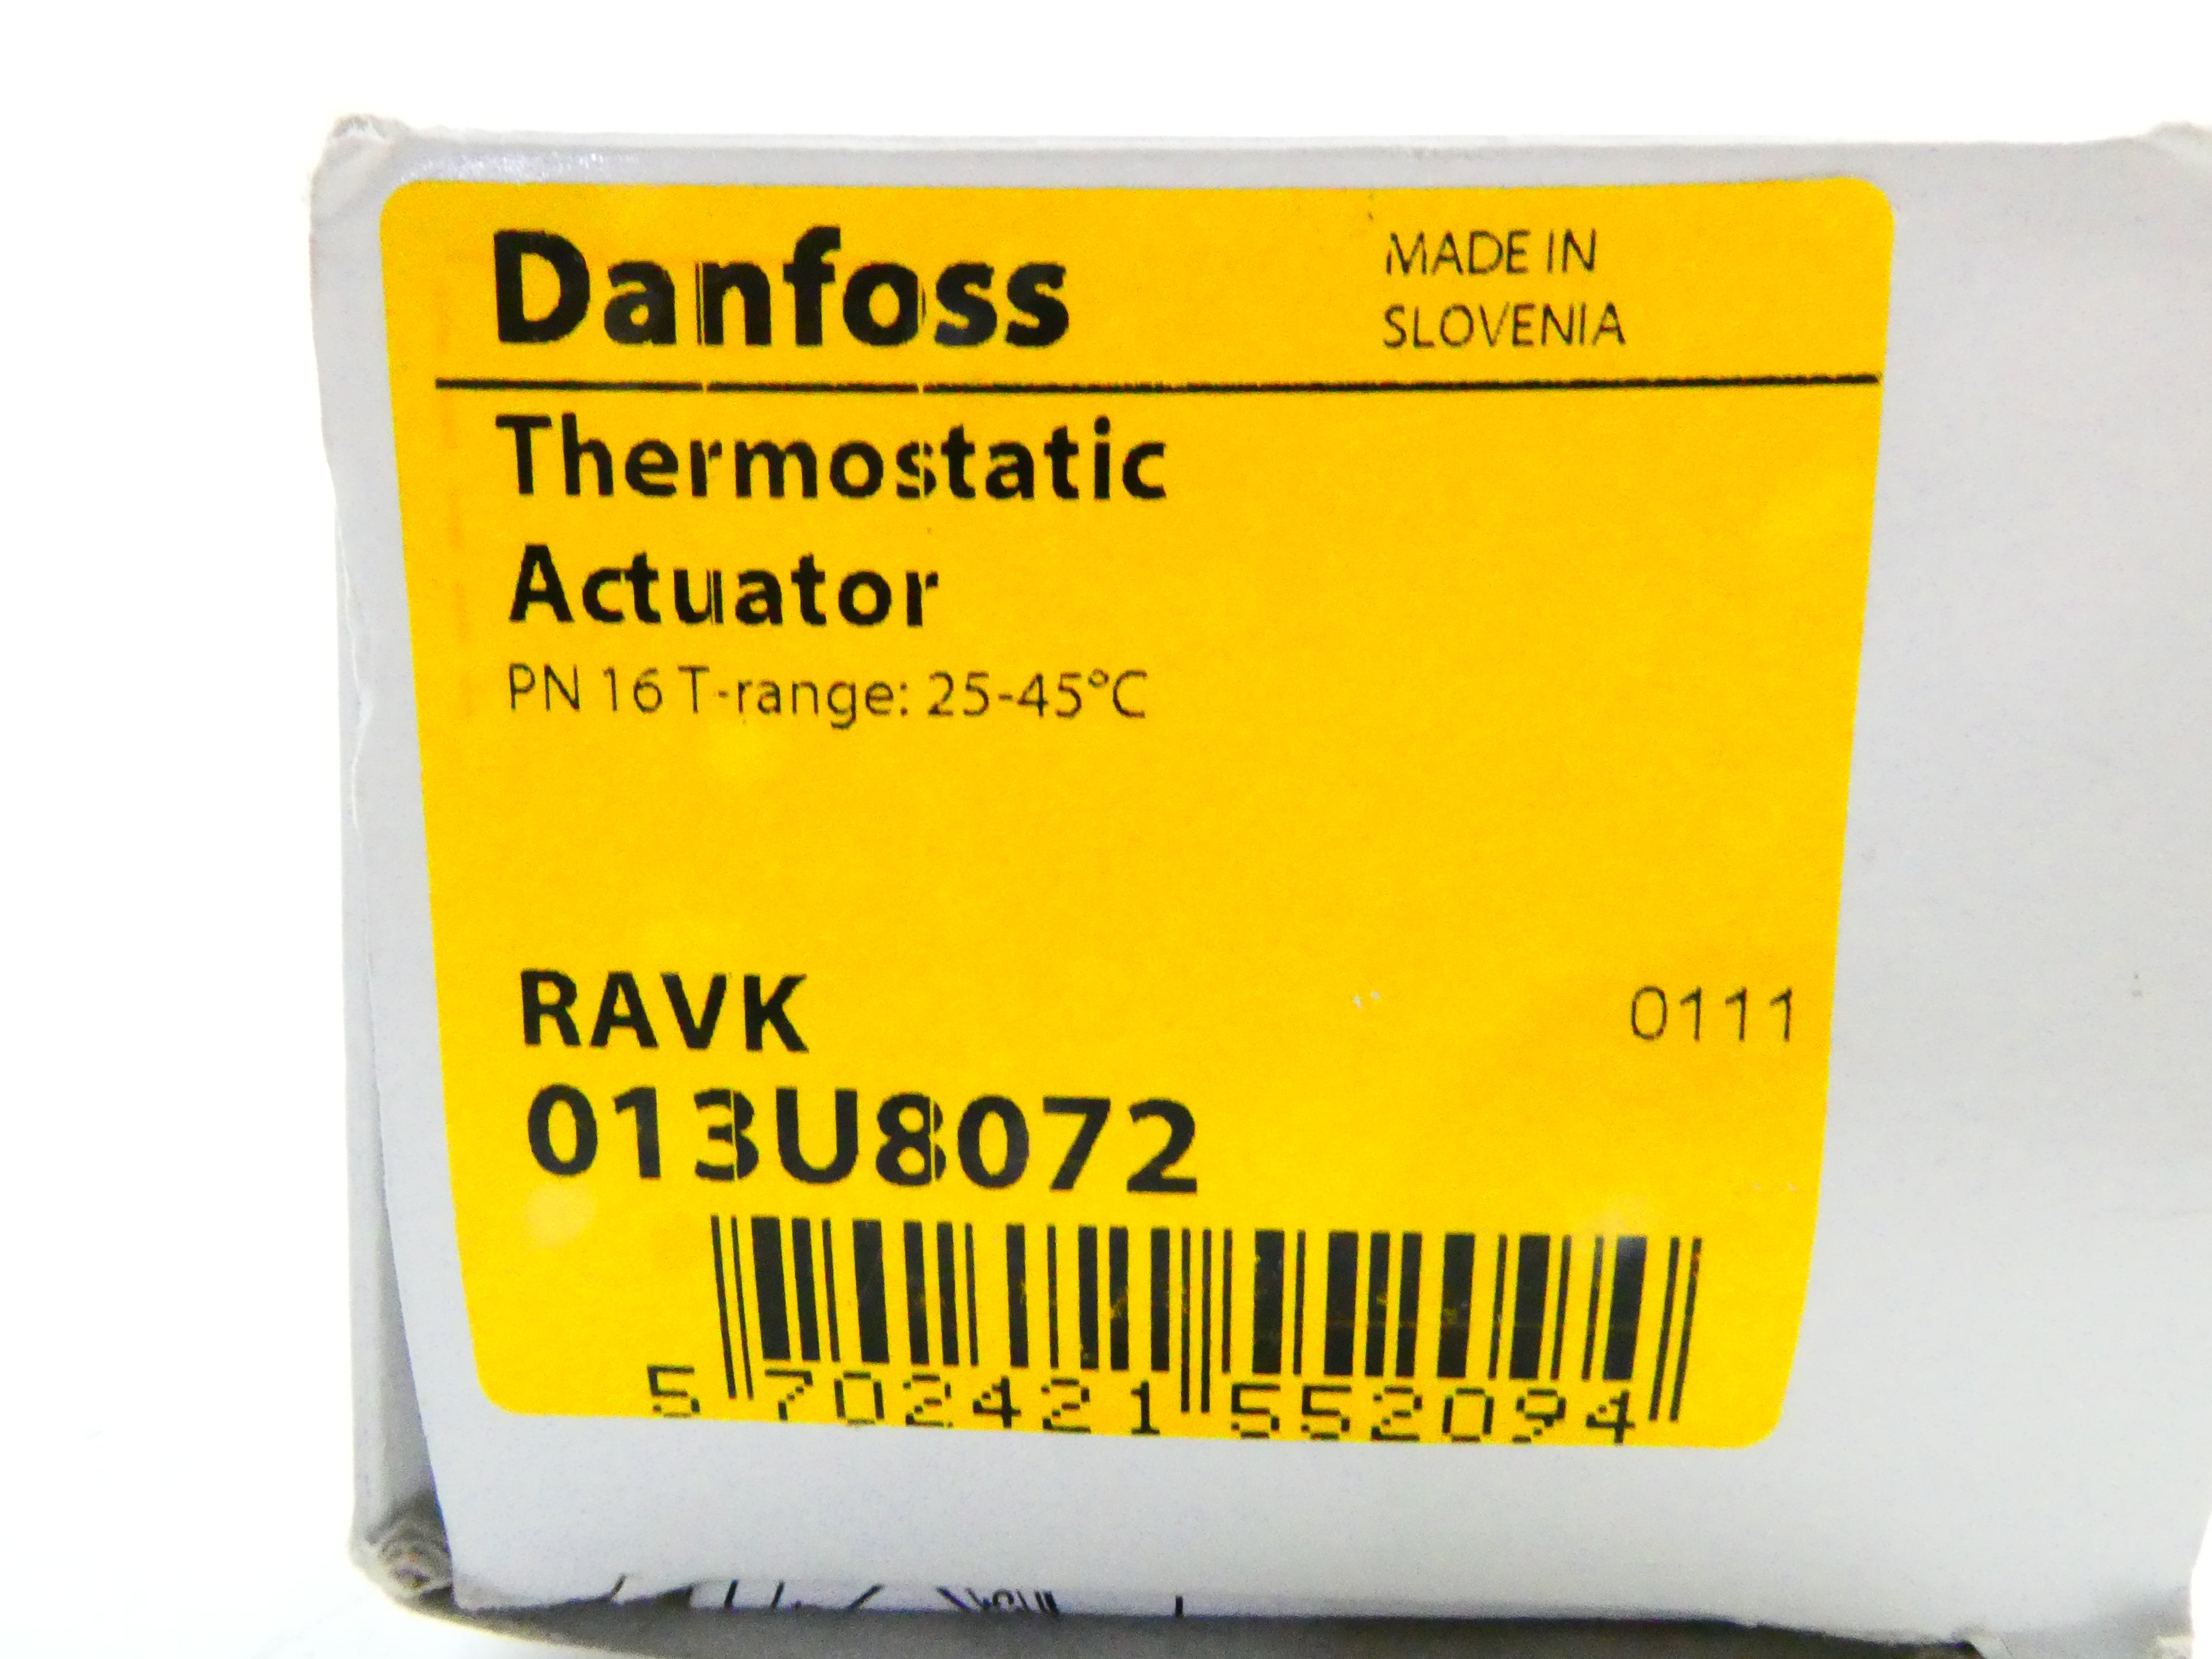 Danfoss
MADE IN
SLOVENIA
Thermostatic
Actuator
PN 16 T-range: 25-45°C
RAVK
0111
013U8072
5 702421 552094